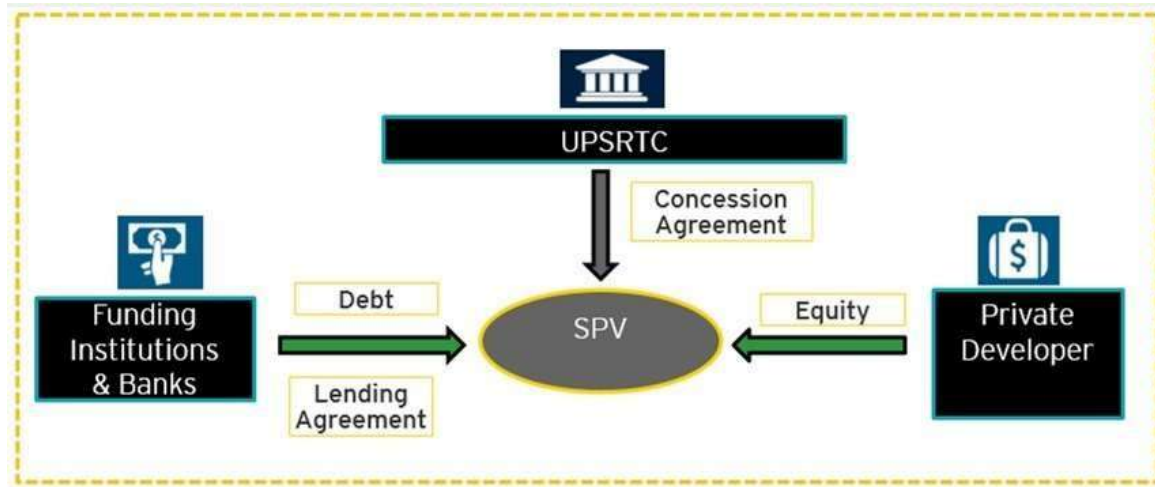 UPSRTC
Concession
Agreement
Funding
Institutions
& Banks
Debt
Lending
Agreement
SPV
Equity
Private
Developer
$